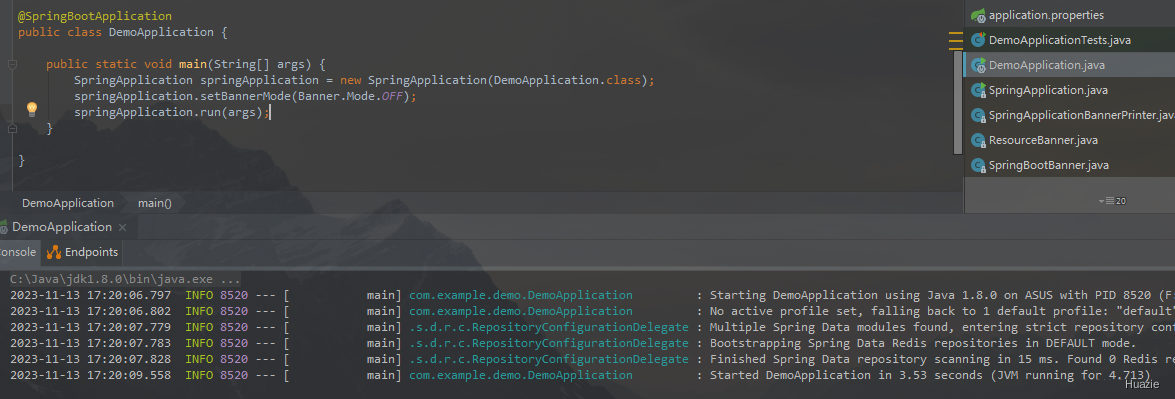 @SpringBootApplication
public class DemoApplication {
public static void main(String[] args) {
SpringApplication springApplication = new SpringApplication(DemoApplication.class);
springApplication.setBannerMode(Banner.Mode.OFF);
springApplication.run(args);
}
}
application.properties
DemoApplicationTests.java
DemoApplication.java
SpringApplication.java
SpringApplicationBannerPrinter.java
ResourceBanner.java
SpringBootBanner.java
20
DemoApplication main()
DemoApplication ×
onsole Endpoints
C:\Java\jdk1.8.0\bin\java.exe ...
2023-11-13 17:20:06.797 INFO 8520 --- [ main] com.example.demo.DemoApplication : Starting DemoApplication using Java 1.8.0 on ASUS with PID 8520 (F:
2023-11-13 17:20:06.802 INFO 8520 --- [ main] com.example.demo.DemoApplication : No active profile set, falling back to 1 default profile: "default"
2023-11-13 17:20:07.779 INFO 8520 --- [ main] .s.d.r.c.RepositoryConfigurationDelegate : Multiple Spring Data modules found, entering strict repository con
2023-11-13 17:20:07.783 INFO 8520 --- [ main] .s.d.r.c.RepositoryConfigurationDelegate : Bootstrapping Spring Data Redis repositories in DEFAULT mode.
2023-11-13 17:20:07.828 INFO 8520 --- [ main] .s.d.r.c.RepositoryConfigurationDelegate : Finished Spring Data repository scanning in 15 ms. Found 0 Redis re
2023-11-13 17:20:09.558 INFO 8520 --- [ main] com.example.demo.DemoApplication : Started DemoApplication in 3.53 seconds (JVM running for 4.713)
Huazie